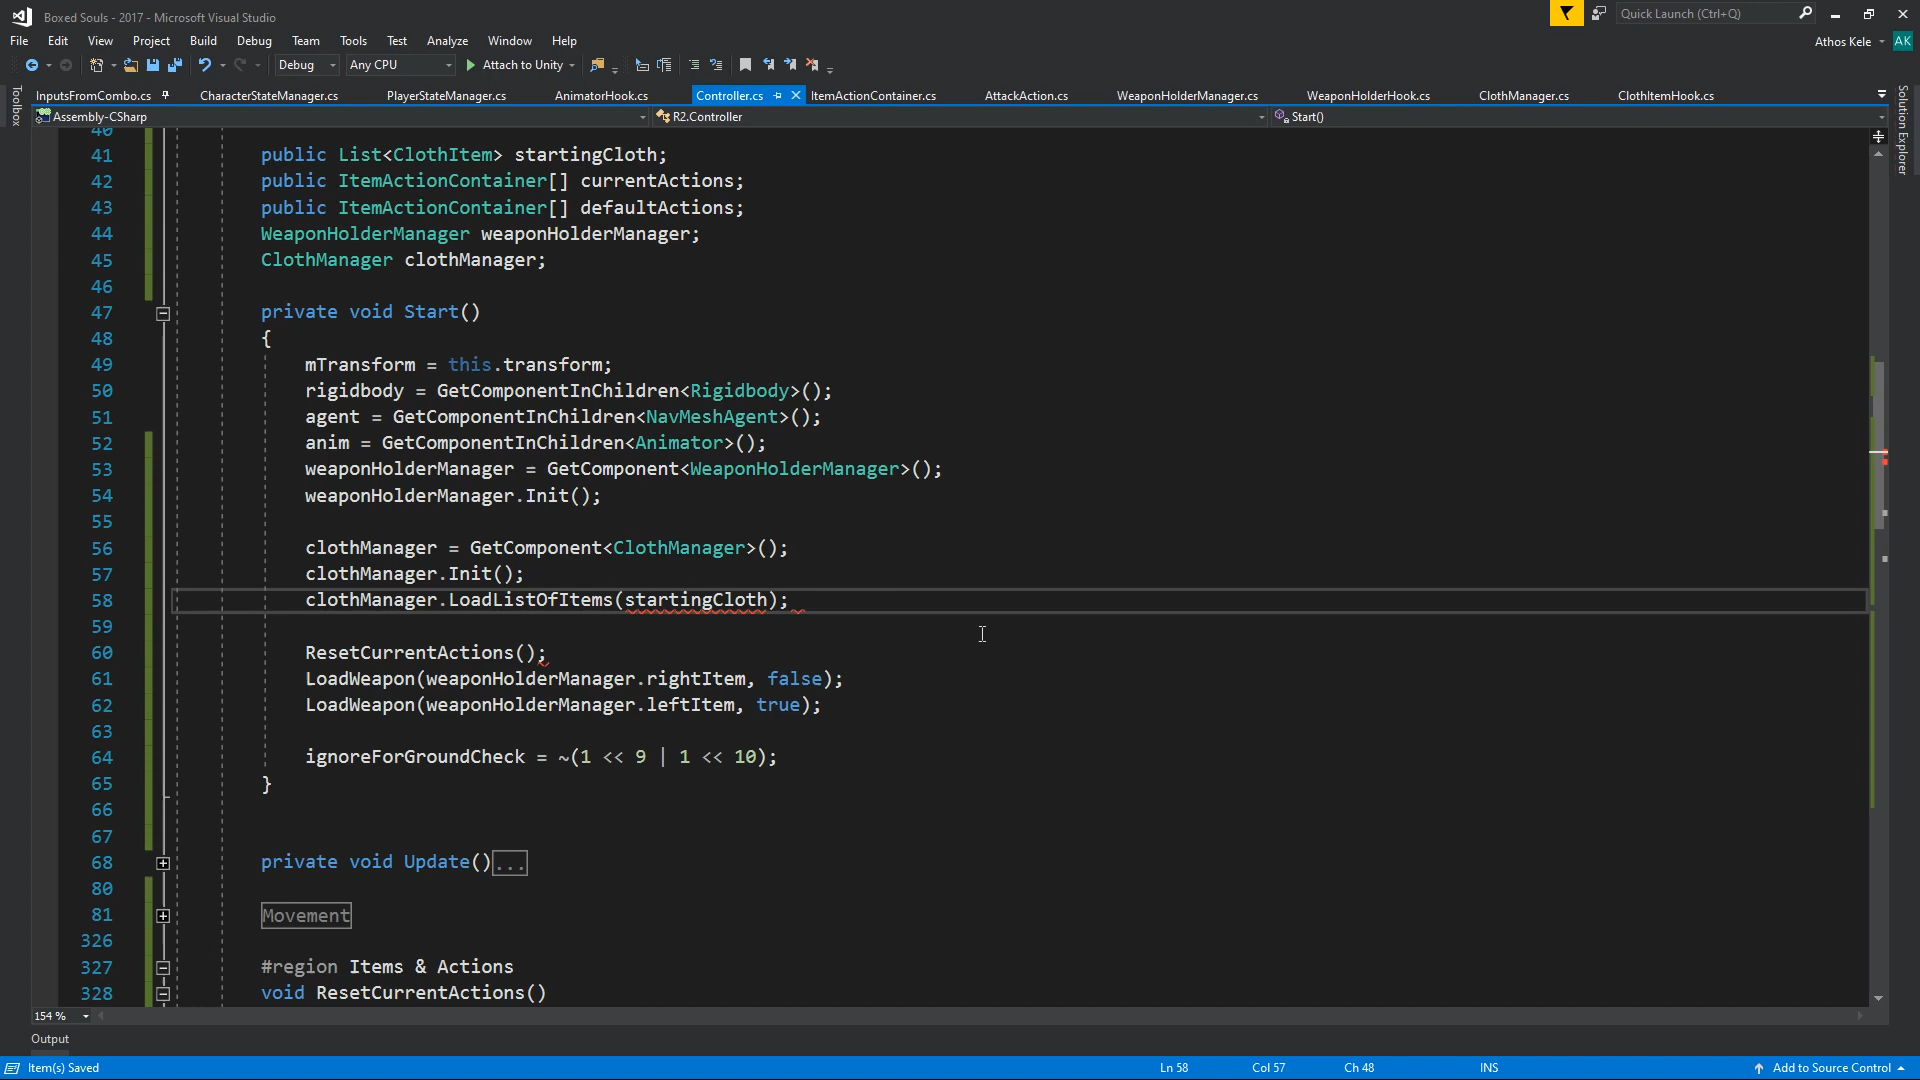 Boxed Souls - 2017 - Microsoft Visual Studio
Quick Launch (Ctrl+Q)
File Edit View Project Build Debug Team Tools Test Analyze Window Help
Athos Kele AK
Debug Any CPU Attach to Unity
Toolbox
InputsFromCombo.cs CharacterStateManager.cs PlayerStateManager.cs AnimatorHook.cs Controller.cs ItemActionContainer.cs AttackAction.cs WeaponHolderManager.cs WeaponHolderHook.cs ClothManager.cs ClothItemHook.cs
Solution Explorer
Assembly-CSharp R2.Controller Start()
40
41 public List<ClothItem> startingCloth;
42 public ItemActionContainer[] currentActions;
43 public ItemActionContainer[] defaultActions;
44 WeaponHolderManager weaponHolderManager;
45 ClothManager clothManager;
46
47 private void Start()
48 {
49 mTransform = this.transform;
50 rigidbody = GetComponentInChildren<Rigidbody>();
51 agent = GetComponentInChildren<NavMeshAgent>();
52 anim = GetComponentInChildren<Animator>();
53 weaponHolderManager = GetComponent<WeaponHolderManager>();
54 weaponHolderManager.Init();
55
56 clothManager = GetComponent<ClothManager>();
57 clothManager.Init();
58 clothManager.LoadListOfItems(startingCloth);
59
60 ResetCurrentActions();
61 LoadWeapon(weaponHolderManager.rightItem, false);
62 LoadWeapon(weaponHolderManager.leftItem, true);
63
64 ignoreForGroundCheck = ~(1 << 9 | 1 << 10);
65 }
66
67
68 private void Update()...
80
81 Movement
326
327 #region Items & Actions
328 void ResetCurrentActions()
154 %
Output
Item(s) Saved Ln 58 Col 57 Ch 48 INS Add to Source Control